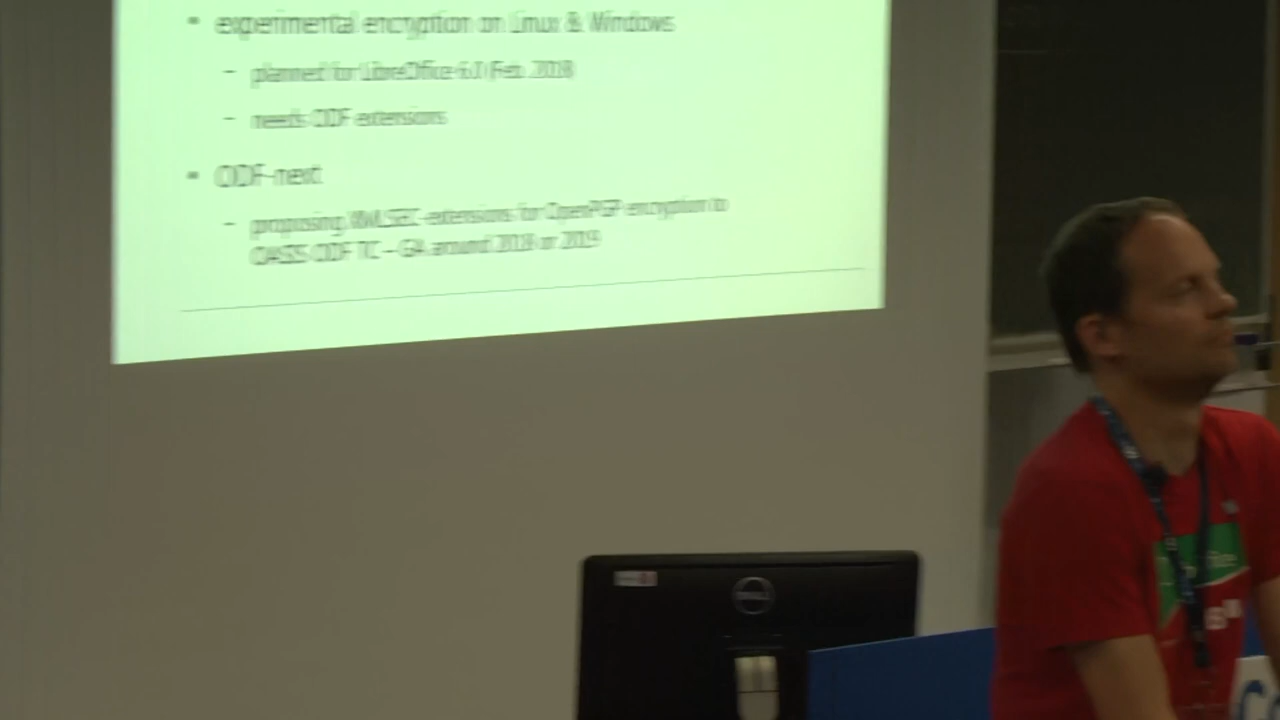 • experimental encryption on Linux & Windows
– planned for LibreOffice 6.0 (Feb. 2018)
– needs ODF extensions
• ODF-next
– proposing XMLSEC-extensions for OpenPGP encryption to
OASIS ODF TC – GA around 2018 or 2019
DELL